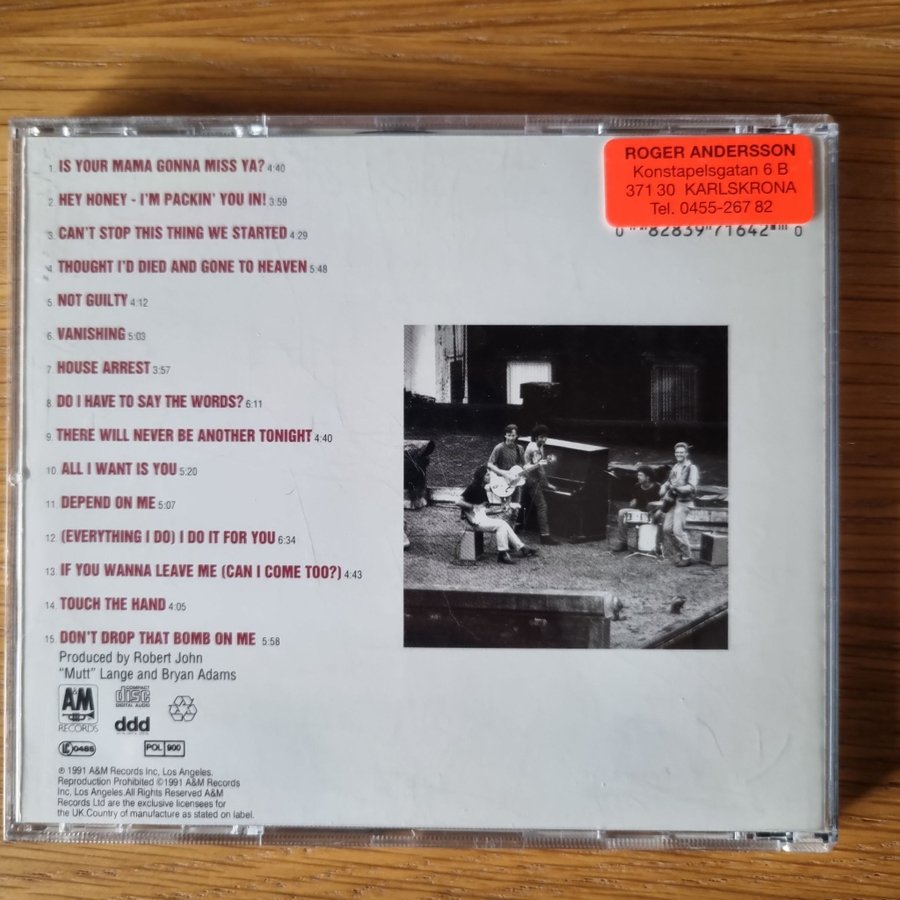 1. IS YOUR MAMA GONNA MISS YA? 4:40
2. HEY HONEY - I'M PACKIN' YOU IN! 3:59
3. CAN'T STOP THIS THING WE STARTED 4:29
4. THOUGHT I'D DIED AND GONE TO HEAVEN 5:48
5. NOT GUILTY 4:12
6. VANISHING 5:03
7. HOUSE ARREST 3:57
8. DO I HAVE TO SAY THE WORDS? 6:11
9. THERE WILL NEVER BE ANOTHER TONIGHT 4:40
10. ALL I WANT IS YOU 5:20
11. DEPEND ON ME 5:07
12. (EVERYTHING I DO) I DO IT FOR YOU 6:34
13. IF YOU WANNA LEAVE ME (CAN I COME TOO?) 4:43
14. TOUCH THE HAND 4:05
15. DON'T DROP THAT BOMB ON ME 5:58
Produced by Robert John
"Mutt" Lange and Bryan Adams
A&M
RECORDS
COMPACT
disc
DIGITAL AUDIO
ddd
LC 0485
POL 900
℗ 1991 A&M Records Inc, Los Angeles.
Reproduction Prohibited ©1991 A&M Records
Inc, Los Angeles.All Rights Reserved A&M
Records Ltd are the exclusive licensees for
the UK.Country of manufacture as stated on label.
ROGER ANDERSSON
Konstapelsgatan 6 B
371 30 KARLSKRONA
Tel. 0455-267 82
0 82839 71642 0